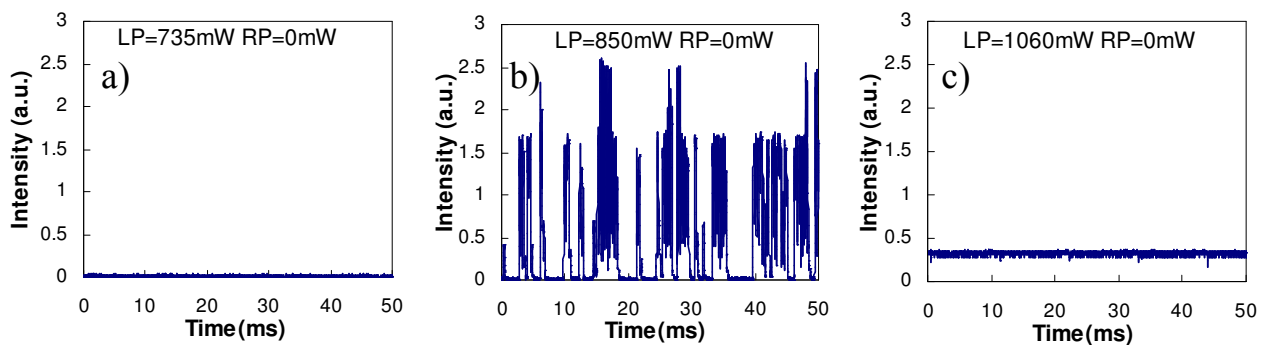 LP=735mW RP=0mW
a)
Intensity (a.u.)
3
2.5
2
1.5
1
0.5
0
0 10 20 30 40 50
Time (ms)
LP=850mW RP=0mW
b)
Intensity (a.u.)
3
2.5
2
1.5
1
0.5
0
0 10 20 30 40 50
Time (ms)
LP=1060mW RP=0mW
c)
Intensity (a.u.)
3
2.5
2
1.5
1
0.5
0
0 10 20 30 40 50
Time (ms)